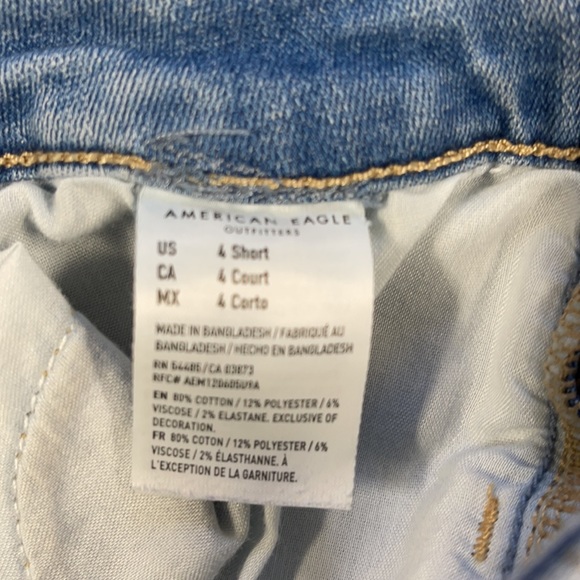 AMERICAN EAGLE
OUTFITTERS
US 4 Short
CA 4 Court
MX 4 Corto
MADE IN BANGLADESH / FABRIQUÉ AU
BANGLADESH / HECHO EN BANGLADESH
RN 54485/CA 03873
RFC#
EN 80% COTTON / 12% POLYESTER / 6%
VISCOSE / 2% ELASTANE. EXCLUSIVE OF
DECORATION.
FR 80% COTON / 12% POLYESTER / 6%
VISCOSE / 2% ÉLASTHANNE. À
L'EXCEPTION DE LA GARNITURE.